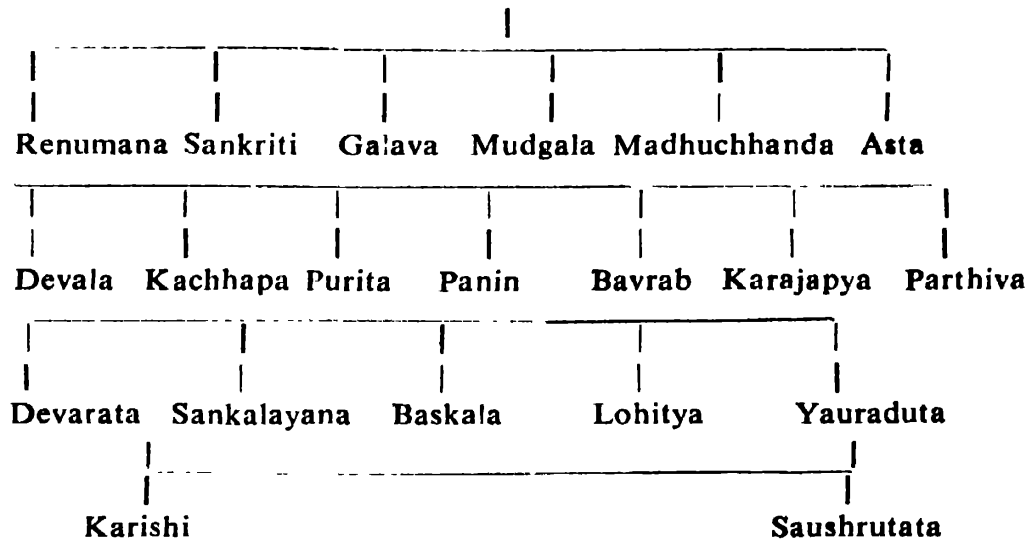 Renumana Sankriti Galava Mudgala Madhuchhanda Asta
Devala Kachhapa Purita Panin Bavrab Karajapya Parthiva
Devarata Sankalayana Baskala Lohitya Yauraduta
Karishi Saushrutata